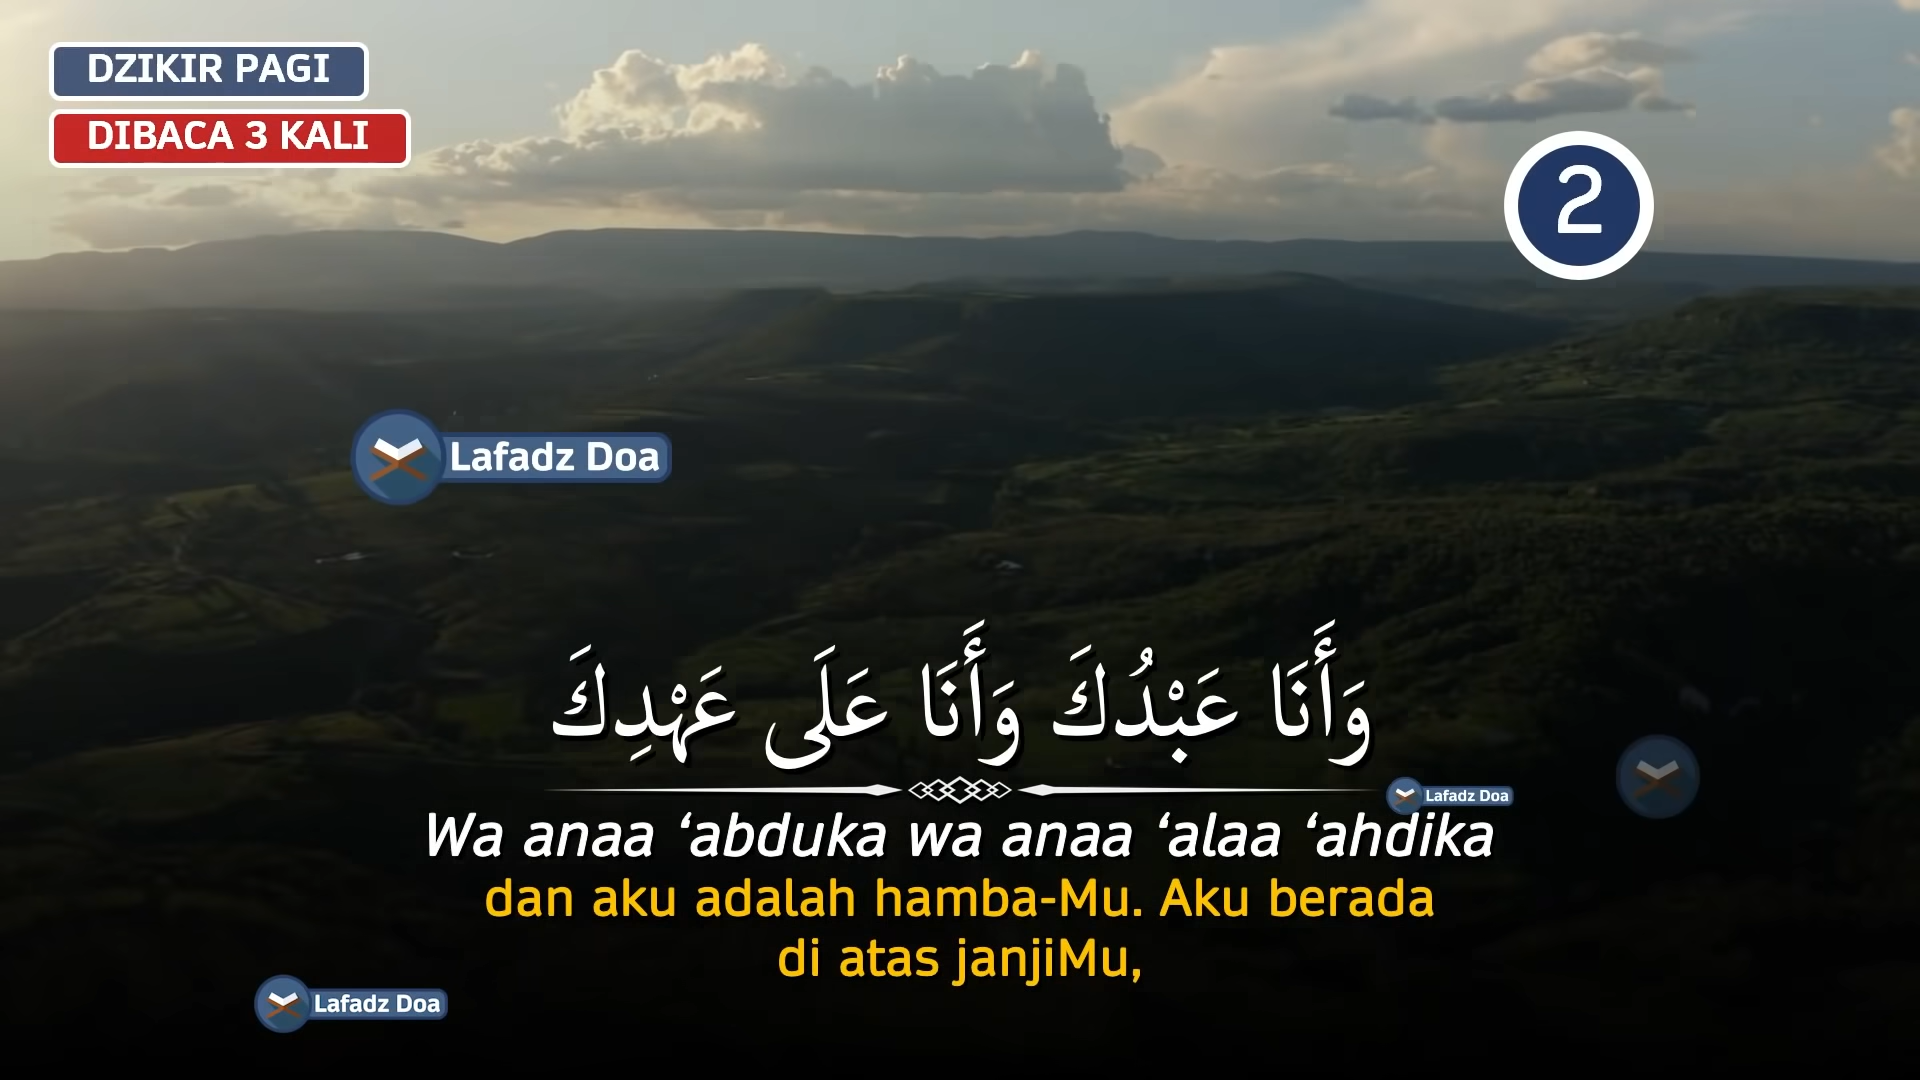 DZIKIR PAGI
DIBACA 3 KALI
2
Lafadz Doa
وَأَنَا عَبْدُكَ وَأَنَا عَلَى عَهْدِكَ
Lafadz Doa
Wa anaa ‘abduka wa anaa ‘alaa ‘ahdika
dan aku adalah hamba-Mu. Aku berada
di atas janjiMu,
Lafadz Doa